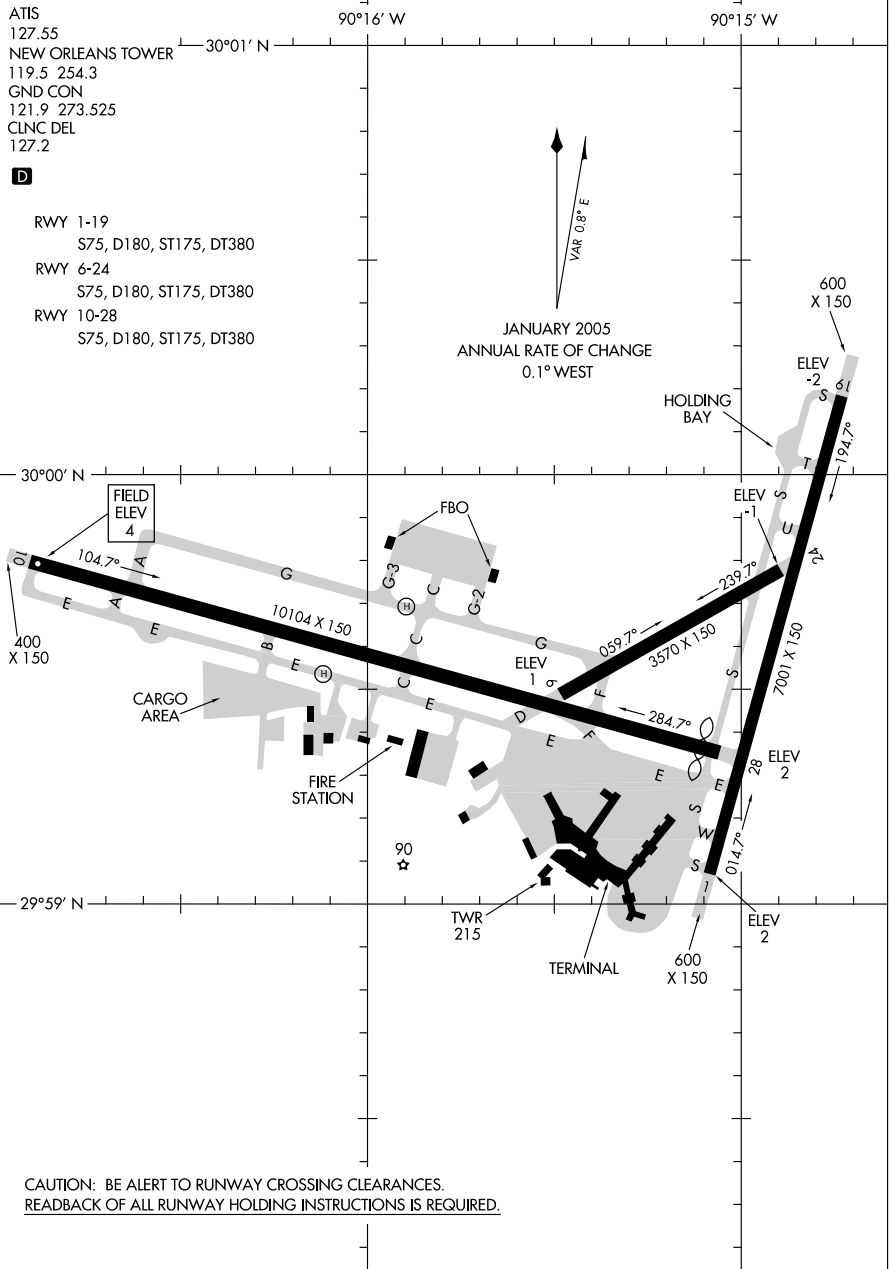 ATIS
127.55
NEW ORLEANS TOWER
119.5 254.3
GND CON
121.9 273.525
CLNC DEL
127.2
D
RWY 1-19
S75, D180, ST175, DT380
RWY 6-24
S75, D180, ST175, DT380
RWY 10-28
S75, D180, ST175, DT380
90°16' W
90°15' W
30°01' N
VAR 0.8° E
JANUARY 2005
ANNUAL RATE OF CHANGE
0.1° WEST
600
X 150
ELEV
-2
19
S
HOLDING
BAY
194.7°
T
30°00' N
S
ELEV
-1
U
24
FIELD
ELEV
4
FBO
10
104.7°
A
G
G-3
C
G-2
H
239.7°
E
A
10104 X 150
059.7°
3570 X 150
E
B
C
G
400
X 150
E
H
ELEV
1
6
F
S
7001 X 150
CARGO
AREA
C
E
D
E
F
284.7°
28
ELEV
2
E
E
FIRE
STATION
S
W
014.7°
90
S
1
29°59' N
TWR
215
TERMINAL
ELEV
2
600
X 150
CAUTION: BE ALERT TO RUNWAY CROSSING CLEARANCES.
READBACK OF ALL RUNWAY HOLDING INSTRUCTIONS IS REQUIRED.